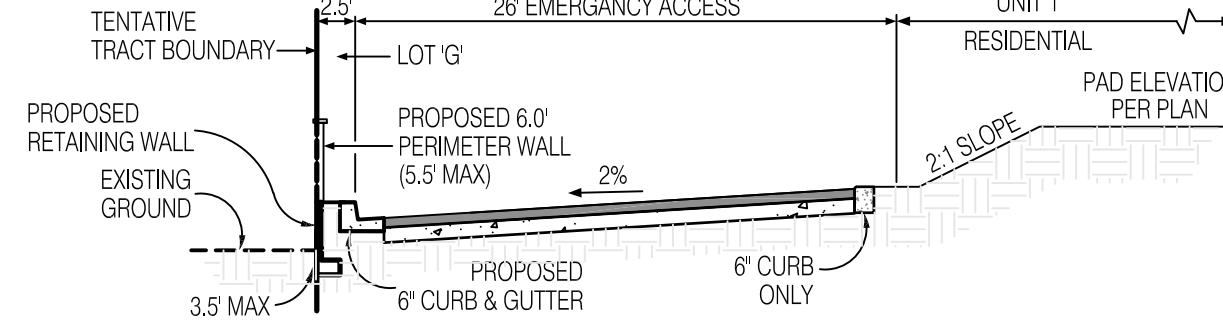 2.5'
26' EMERGANCY ACCESS
UNIT 1
TENTATIVE
TRACT BOUNDARY
LOT 'G'
RESIDENTIAL
PAD ELEVATIO
PER PLAN
PROPOSED
RETAINING WALL
PROPOSED 6.0'
PERIMETER WALL
(5.5' MAX)
2:1 SLOPE
EXISTING
GROUND
2%
PROPOSED
6" CURB & GUTTER
6" CURB
ONLY
3.5' MAX